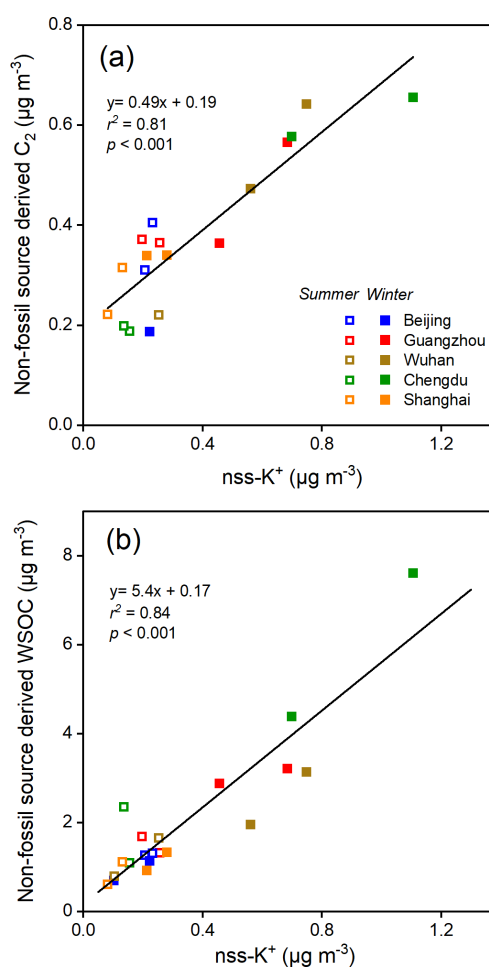 (a)
y= 0.49x + 0.19
r² = 0.81
p < 0.001
Non-fossil source derived C₂ (µg m⁻³)
0.8
0.6
0.4
0.2
0.0
Summer Winter
Beijing
Guangzhou
Wuhan
Chengdu
Shanghai
0.0 0.4 0.8 1.2
nss-K⁺ (µg m⁻³)
(b)
y= 5.4x + 0.17
r² = 0.84
p < 0.001
Non-fossil source derived WSOC (µg m⁻³)
8
6
4
2
0
0.0 0.4 0.8 1.2
nss-K⁺ (µg m⁻³)